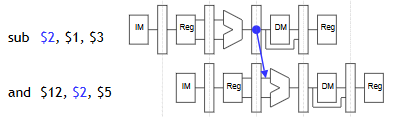 IM Reg DM Reg
sub $2, $1, $3
IM Reg DM Reg
and $12, $2, $5